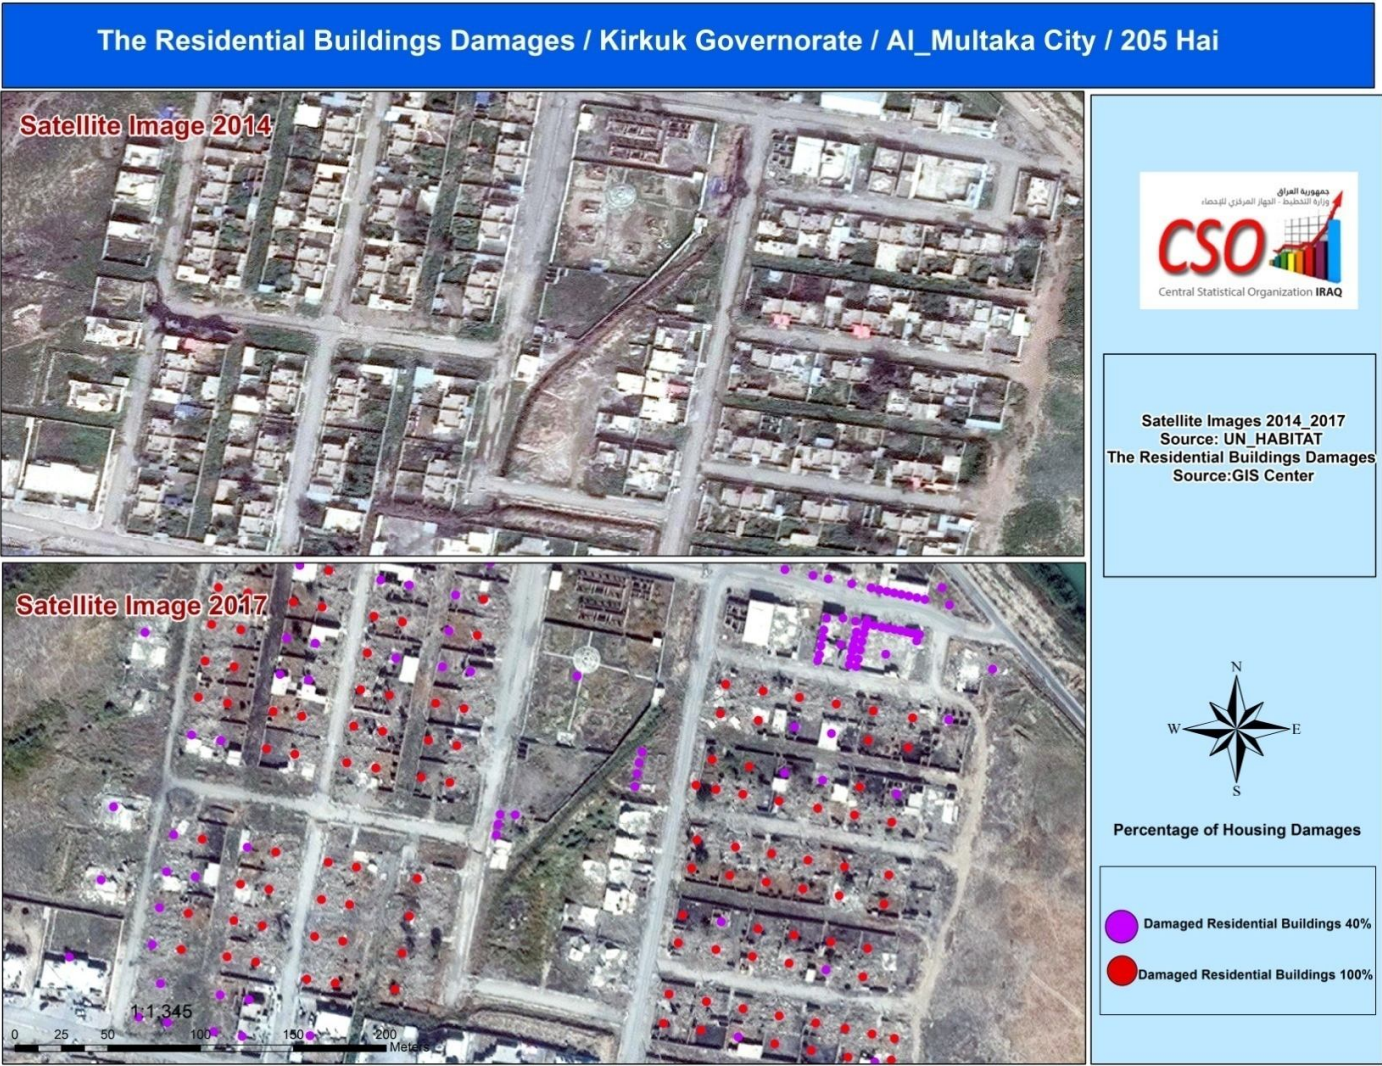 The Residential Buildings Damages / Kirkuk Governorate / Al_Multaka City / 205 Hai
Satellite Image 2014
جمهورية العراق
وزارة التخطيط - الجهاز المركزي للإحصاء
CSO
Central Statistical Organization IRAQ
Satellite Images 2014_2017
Source: UN_HABITAT
The Residential Buildings Damages
Source:GIS Center
Satellite Image 2017
N
W
E
S
Percentage of Housing Damages
Damaged Residential Buildings 40%
Damaged Residential Buildings 100%
1:1,345
0 25 50 100 150 200
Meters